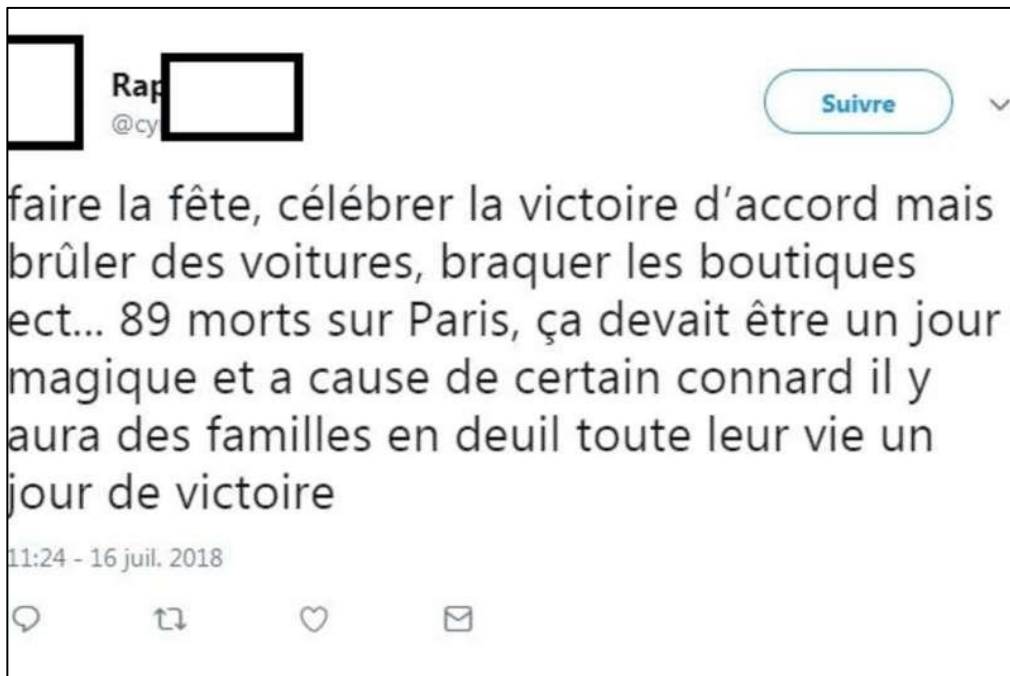 Rap
@cy
Suivre
faire la fête, célébrer la victoire d'accord mais
brûler des voitures, braquer les boutiques
ect... 89 morts sur Paris, ça devait être un jour
magique et a cause de certain connard il y
aura des familles en deuil toute leur vie un
jour de victoire
11:24 - 16 juil. 2018